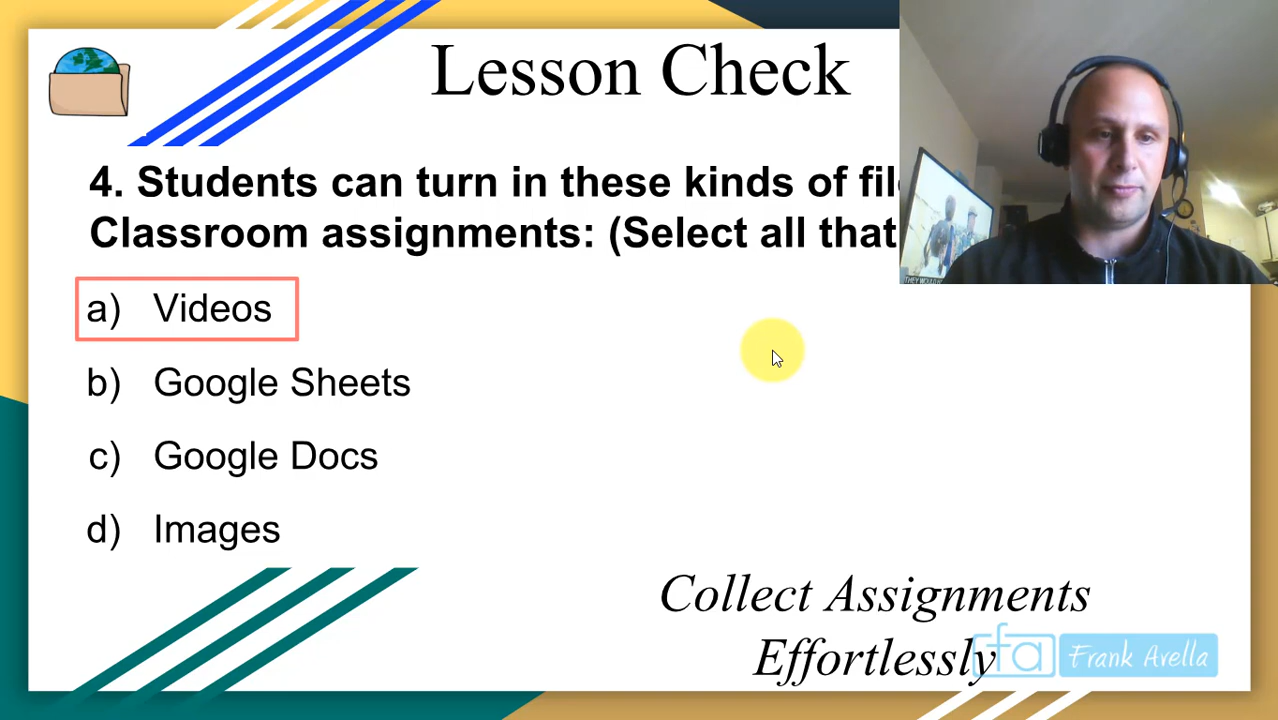 Lesson Check
4. Students can turn in these kinds of
Classroom assignments: (Select all that
a) Videos
b) Google Sheets
c) Google Docs
d) Images
Collect Assignments
Effortlessly
fa Frank Avella